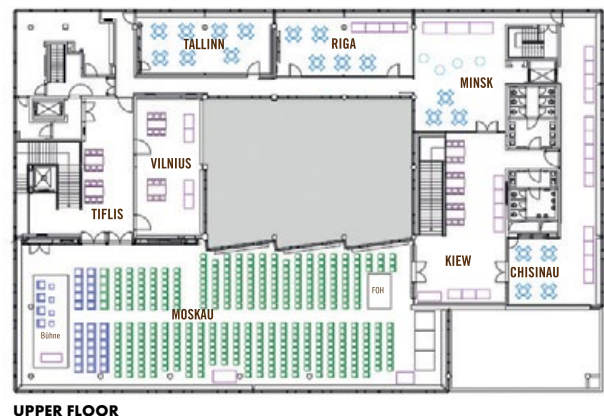 TALLINN
RIGA
MINSK
VILNIUS
TIFLIS
KIEW
CHISINAU
MOSKAU
FOH
Bühne
UPPER FLOOR